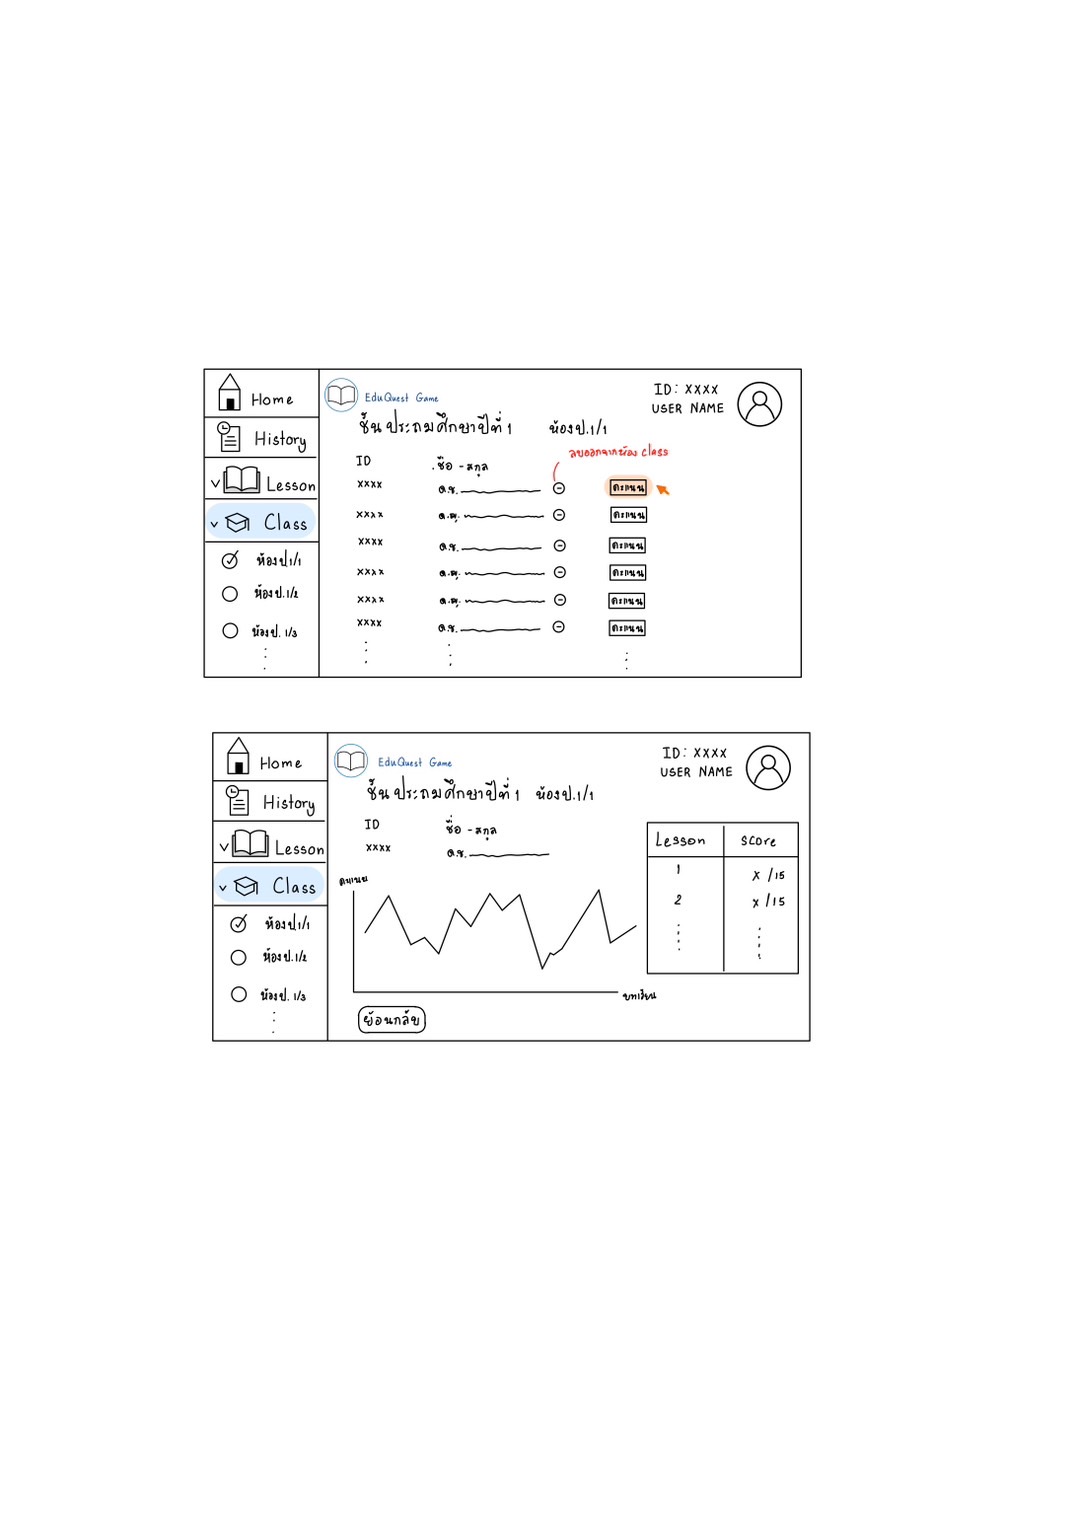 Home
History
Lesson
Class
ห้องป.1/1
ห้องป.1/2
ห้องป. 1/3
EduQuest Game
ID: XXXX
USER NAME
ชั้นประถมศึกษาปีที่ 1 ห้องป.1/1
ลบออกจากห้อง class
ID ชื่อ - สกุล
xxxx ด.ช. คะแนน
xxxx ด.ญ. คะแนน
xxxx ด.ช. คะแนน
xxxx ด.ญ. คะแนน
xxxx ด.ญ. คะแนน
xxxx ด.ช. คะแนน
Home
History
Lesson
Class
ห้องป.1/1
ห้องป.1/2
ห้องป. 1/3
EduQuest Game
ID: XXXX
USER NAME
ชั้นประถมศึกษาปีที่ 1 ห้องป.1/1
ID ชื่อ - สกุล
xxxx ด.ช.
คะแนน
บทเรียน
ย้อนกลับ
Lesson score
1 x /15
2 x /15